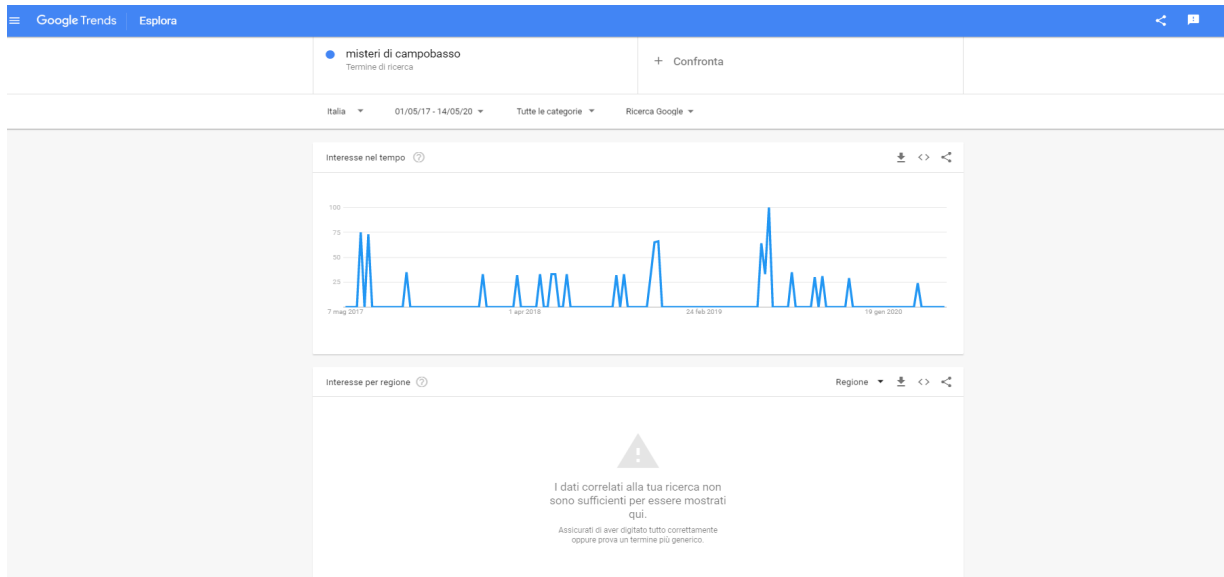 Google Trends Esplora
misteri di campobasso
Termine di ricerca
+ Confronta
Italia 01/05/17 - 14/05/20 Tutte le categorie Ricerca Google
Interesse nel tempo
100
75
50
25
7 mag 2017 1 apr 2018 24 feb 2019 19 gen 2020
Interesse per regione Regione
I dati correlati alla tua ricerca non
sono sufficienti per essere mostrati
qui.
Assicurati di aver digitato tutto correttamente
oppure prova un termine più generico.